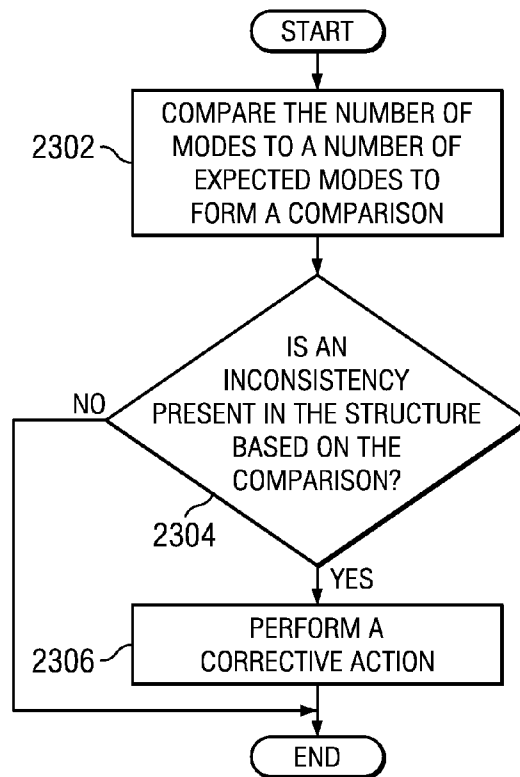 START
2302
COMPARE THE NUMBER OF
MODES TO A NUMBER OF
EXPECTED MODES TO
FORM A COMPARISON
IS AN
INCONSISTENCY
PRESENT IN THE STRUCTURE
BASED ON THE
COMPARISON?
NO
2304
YES
2306
PERFORM A
CORRECTIVE ACTION
END